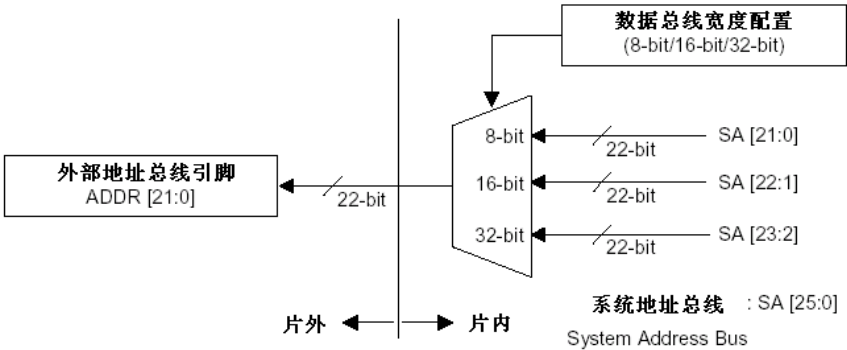 数据总线宽度配置
(8-bit/16-bit/32-bit)
8-bit
22-bit
SA [21:0]
外部地址总线引脚
ADDR [21:0]
22-bit
16-bit
22-bit
SA [22:1]
32-bit
22-bit
SA [23:2]
系统地址总线 : SA [25:0]
System Address Bus
片外
片内